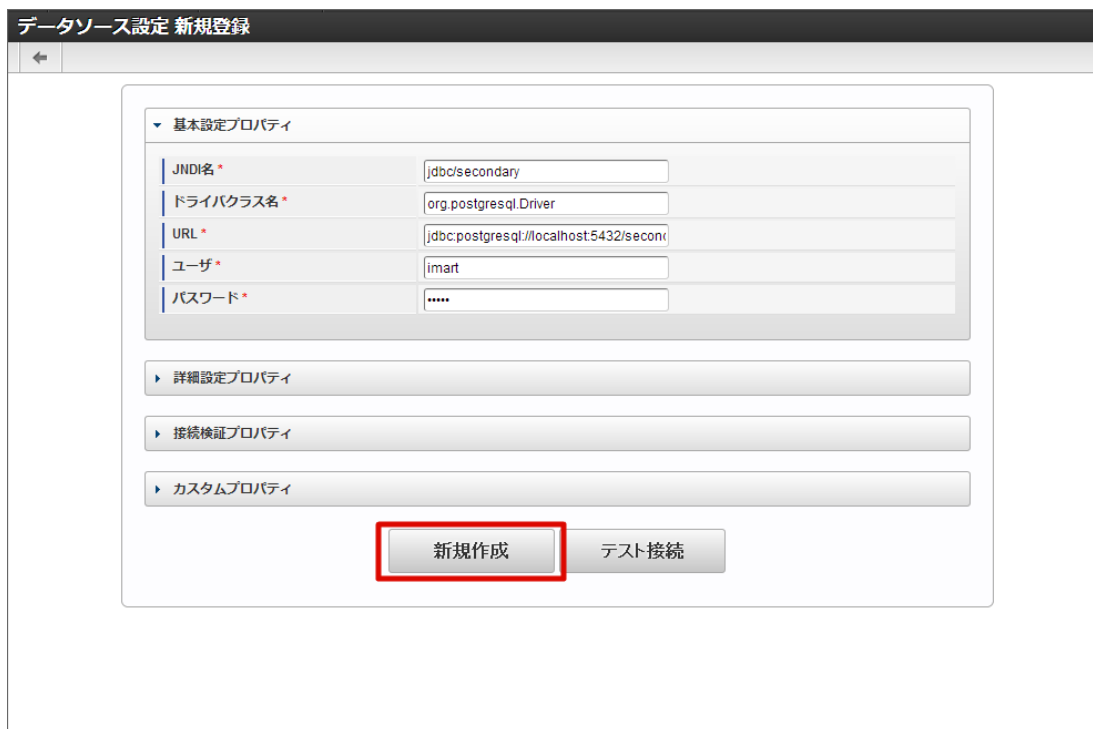 データソース設定 新規登録
基本設定プロパティ
JNDI名 * jdbc/secondary
ドライバクラス名 * org.postgresql.Driver
URL * jdbc:postgresql://localhost:5432/secon
ユーザ * imart
パスワード * •••••
詳細設定プロパティ
接続検証プロパティ
カスタムプロパティ
新規作成 テスト接続